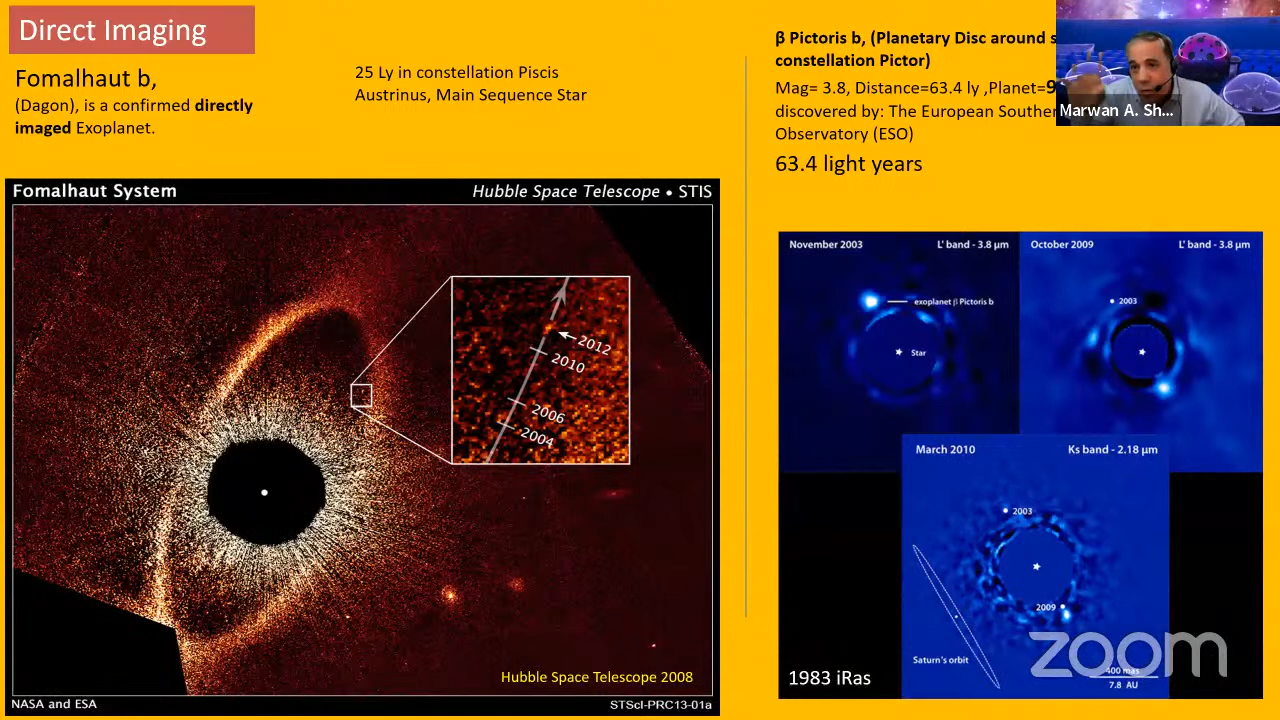 Direct Imaging
Fomalhaut b,
(Dagon), is a confirmed directly
imaged Exoplanet.
25 Ly in constellation Piscis
Austrinus, Main Sequence Star
Fomalhaut System
Hubble Space Telescope • STIS
2012
2010
2006
2004
Hubble Space Telescope 2008
NASA and ESA
STScI-PRC13-01a
β Pictoris b, (Planetary Disc around
constellation Pictor)
Mag= 3.8, Distance=63.4 ly ,Planet=9
discovered by: The European Southe
Observatory (ESO)
63.4 light years
Marwan A. Sh...
November 2003
L' band - 3.8 µm
exoplanet β Pictoris b
Star
October 2009
L' band - 3.8 µm
2003
March 2010
Ks band - 2.18 µm
2003
2009
Saturn's orbit
400 mas
7.8 AU
1983 iRas
zoom